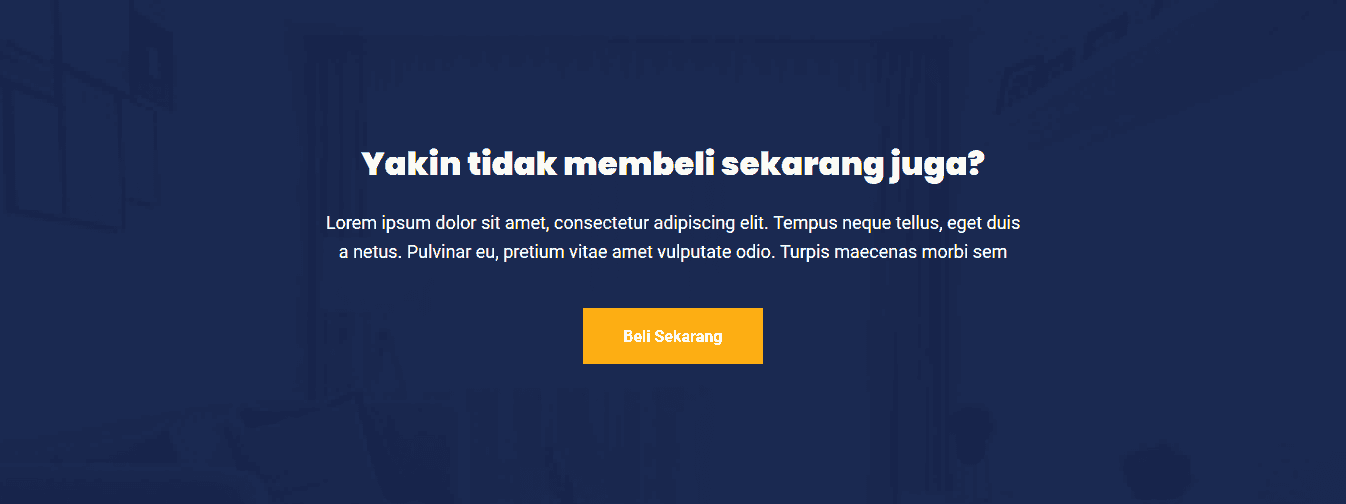 Yakin tidak membeli sekarang juga?
Lorem ipsum dolor sit amet, consectetur adipiscing elit. Tempus neque tellus, eget duis
a netus. Pulvinar eu, pretium vitae amet vulputate odio. Turpis maecenas morbi sem
Beli Sekarang